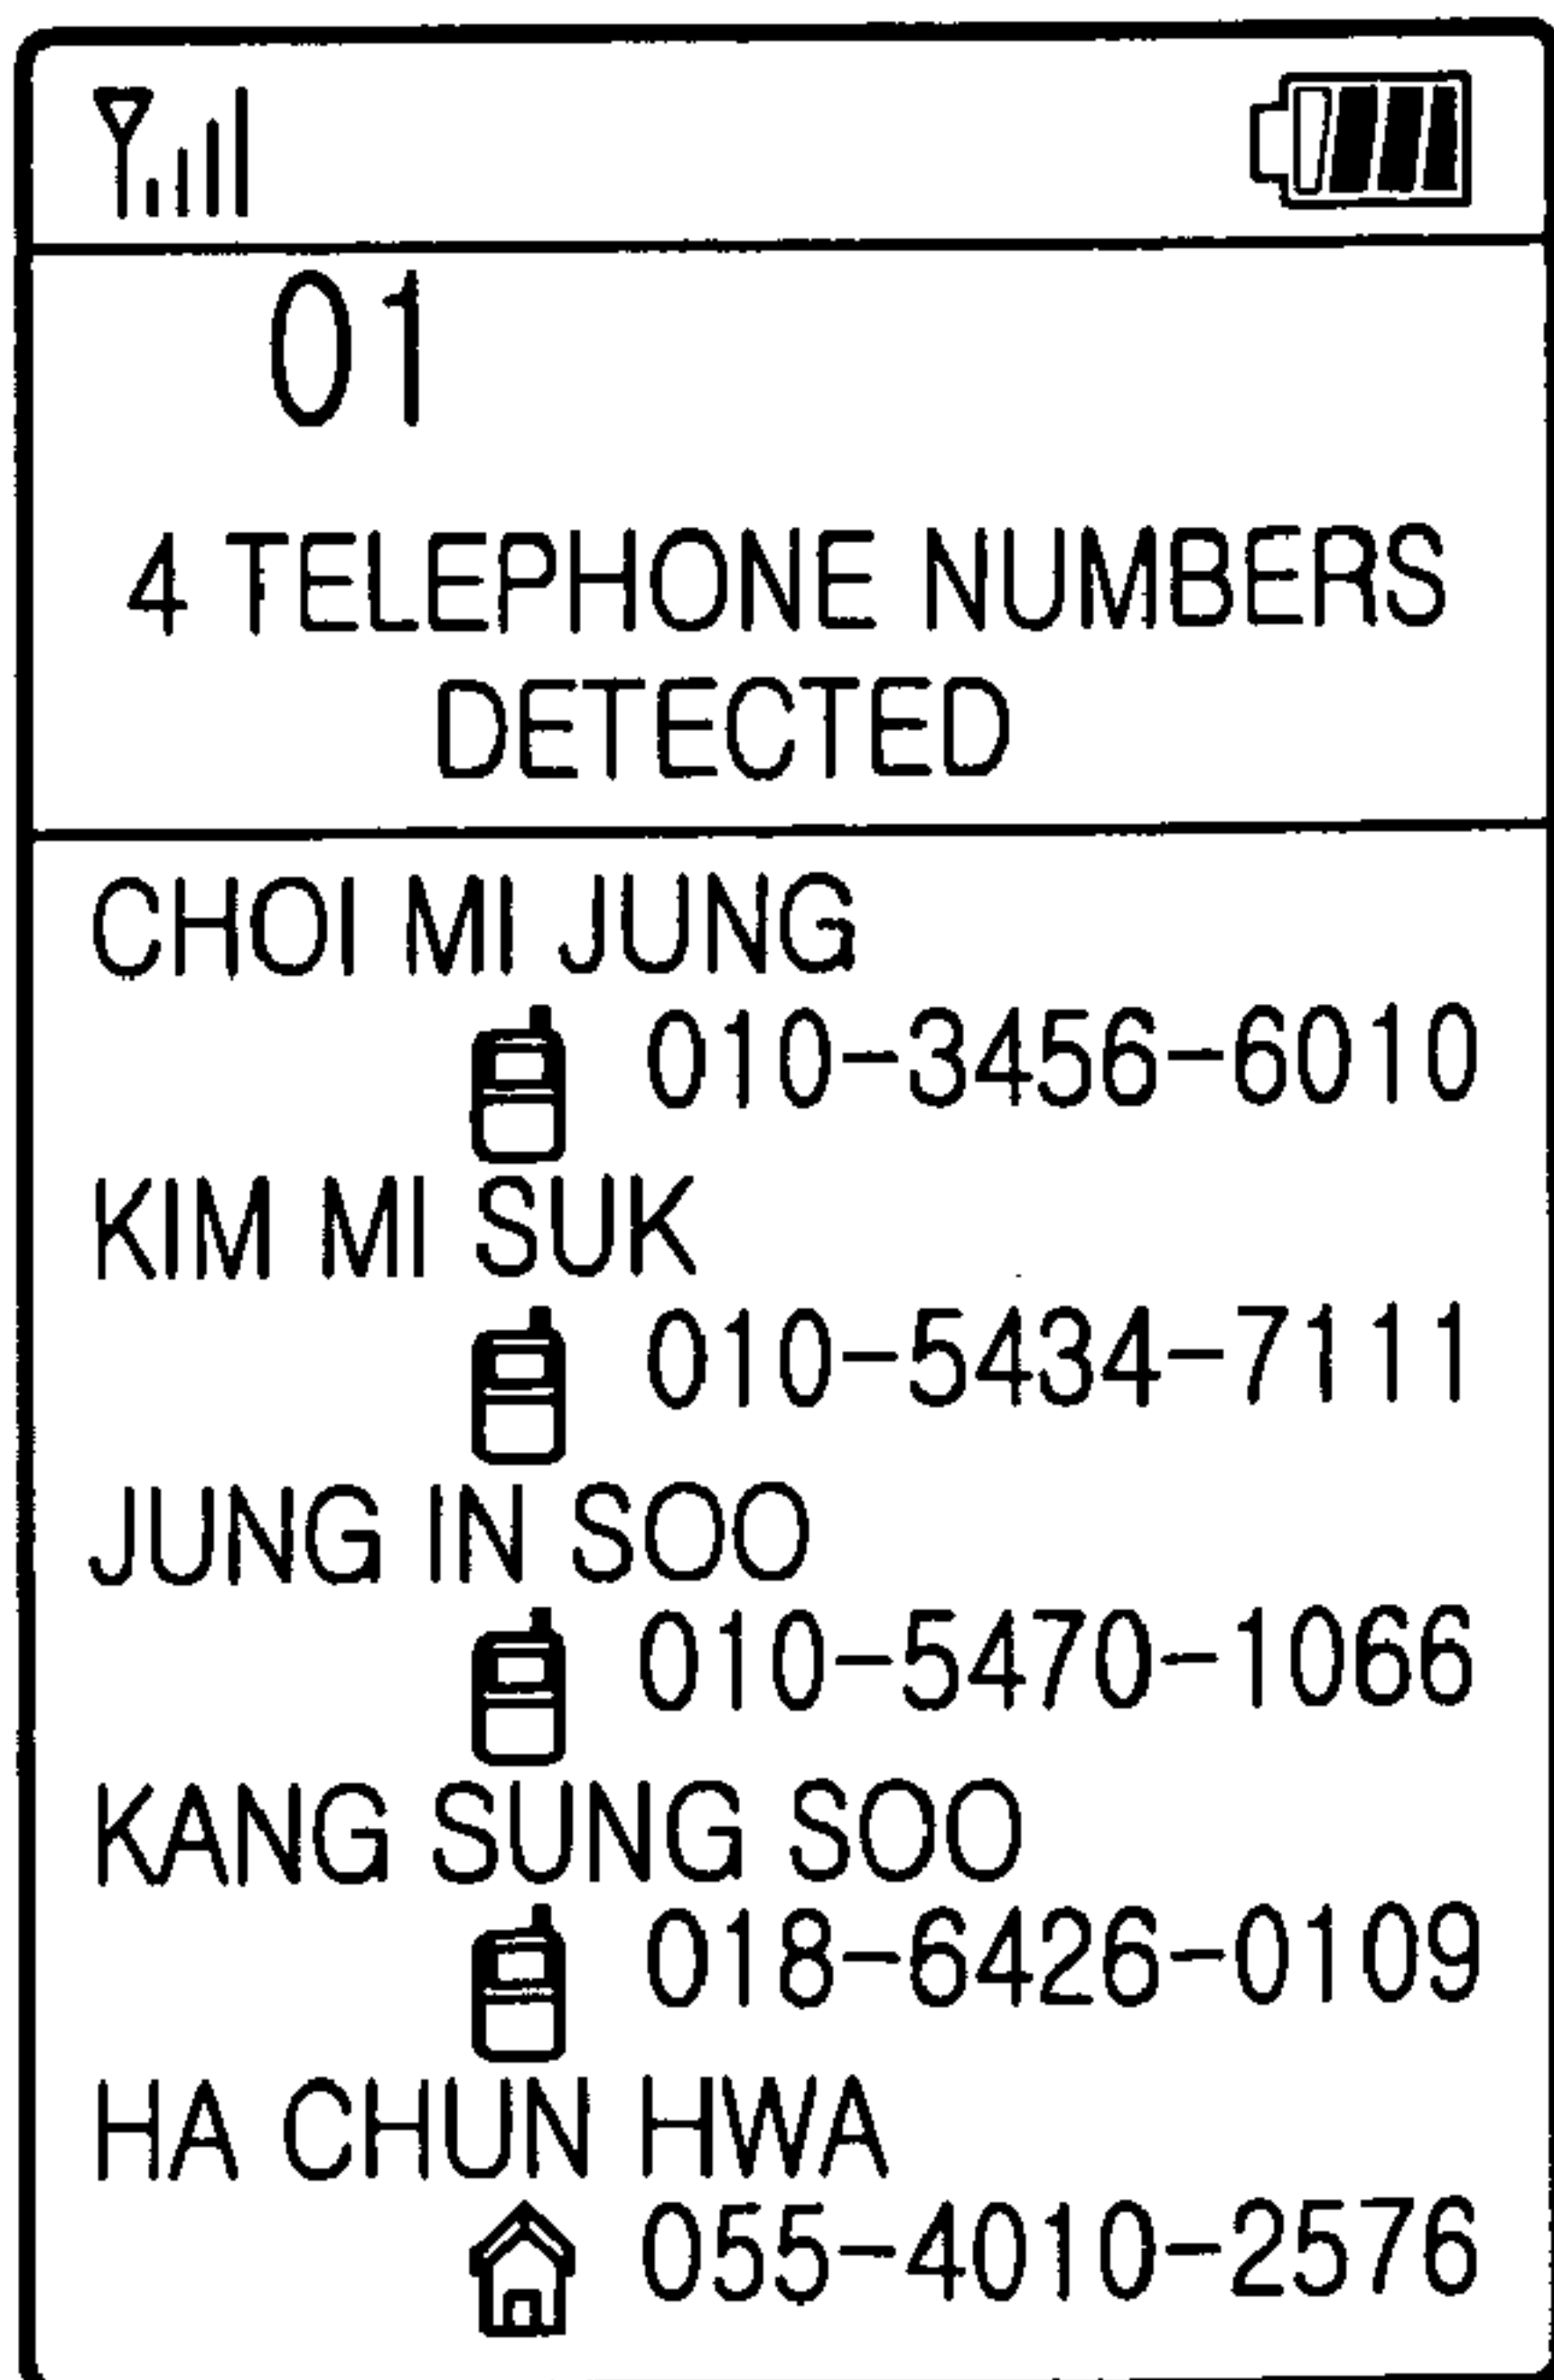 01
4 TELEPHONE NUMBERS
DETECTED
CHOI MI JUNG
010-3456-6010
KIM MI SUK
010-5434-7111
JUNG IN SOO
010-5470-1066
KANG SUNG SOO
018-6426-0109
HA CHUN HWA
055-4010-2576